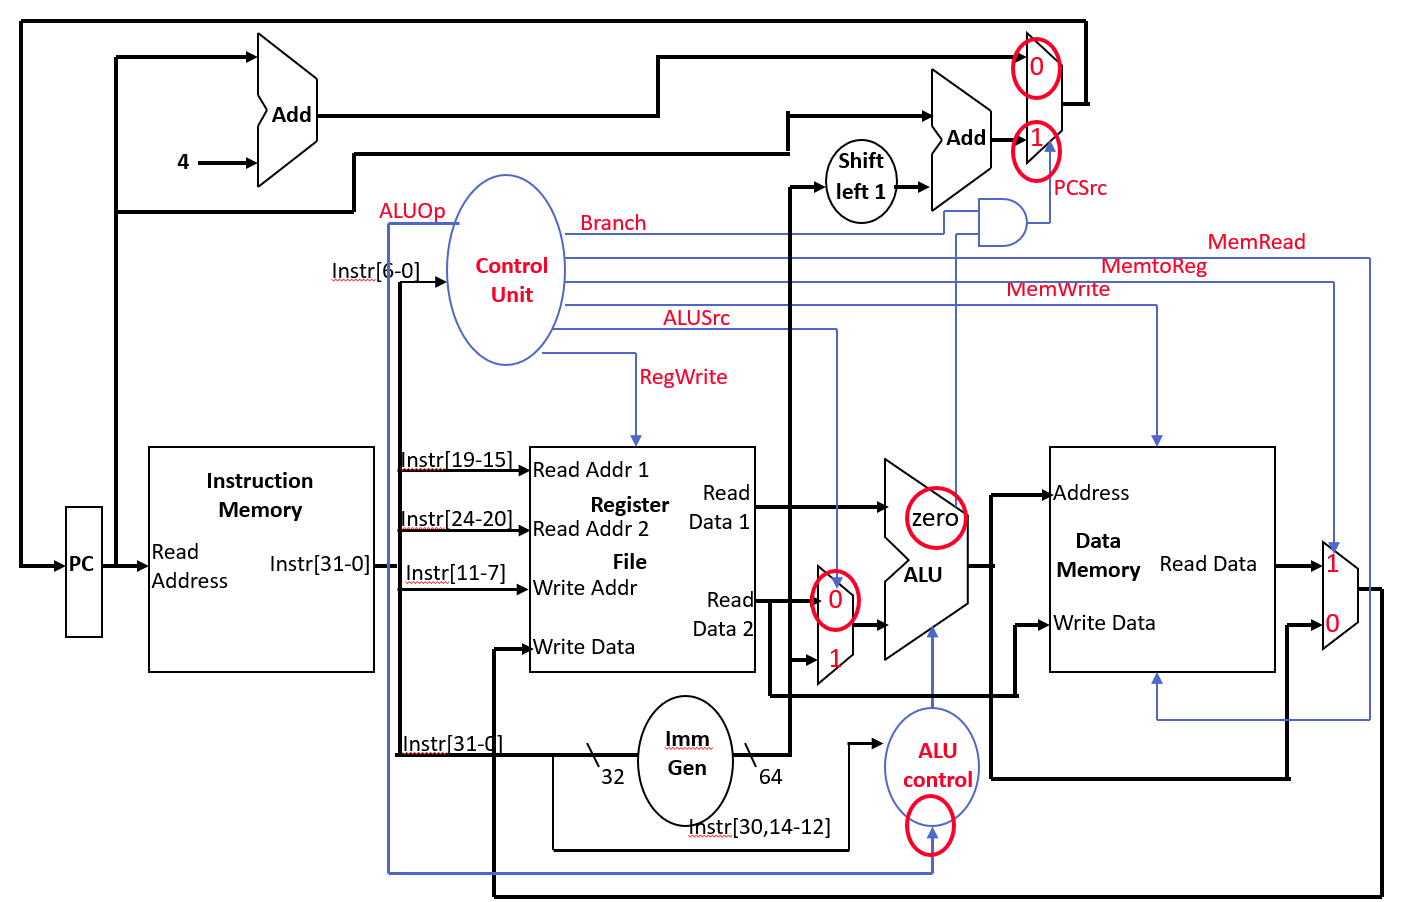 0
Add
4
1
Add
Shift
left 1
PCSrc
ALUOp
Branch
MemRead
Control
Unit
Instr[6-0]
MemtoReg
MemWrite
ALUSrc
RegWrite
Instruction
Memory
Read
Address
Instr[31-0]
PC
Instr[19-15]
Instr[24-20]
Instr[11-7]
Read Addr 1
Register
Read Addr 2
File
Write Addr
Write Data
Read
Data 1
Read
Data 2
0
1
zero
ALU
Address
Data
Memory
Read Data
Write Data
1
0
Instr[31-0]
32
Imm
Gen
64
ALU
control
Instr[30,14-12]